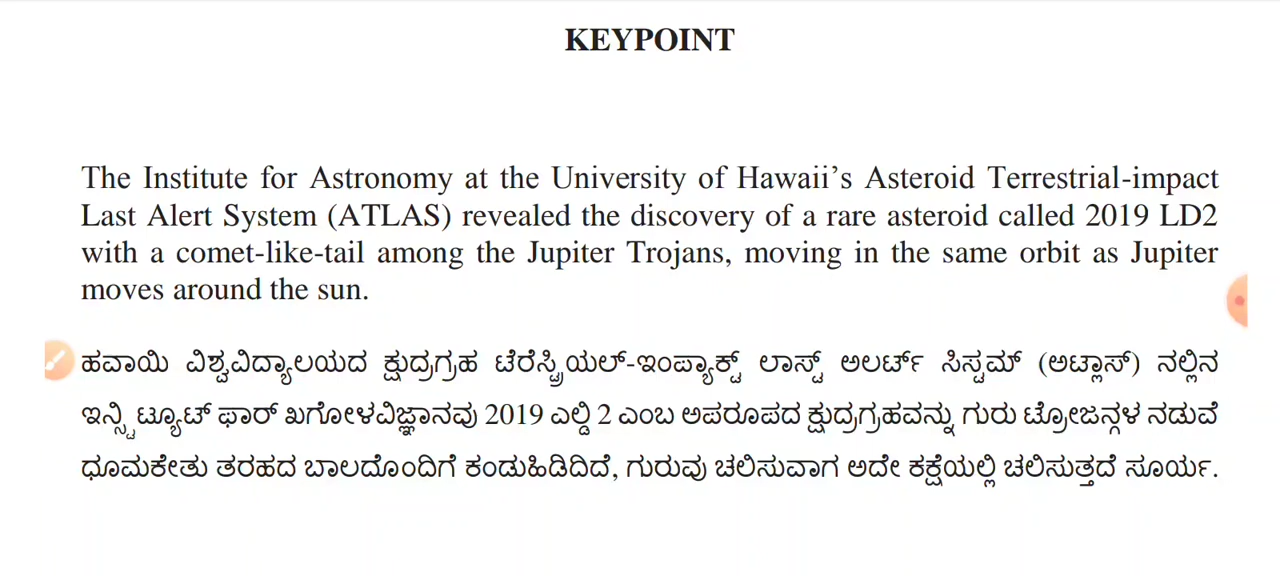 KEYPOINT
The Institute for Astronomy at the University of Hawaii’s Asteroid Terrestrial-impact
Last Alert System (ATLAS) revealed the discovery of a rare asteroid called 2019 LD2
with a comet-like-tail among the Jupiter Trojans, moving in the same orbit as Jupiter
moves around the sun.
ಹವಾಯಿ ವಿಶ್ವವಿದ್ಯಾಲಯದ ಕ್ಷುದ್ರಗ್ರಹ ಟೆರೆಸ್ಟ್ರಿಯಲ್-ಇಂಪ್ಯಾಕ್ಟ್ ಲಾಸ್ಟ್ ಅಲರ್ಟ್ ಸಿಸ್ಟಮ್ (ಅಟ್ಲಾಸ್) ನಲ್ಲಿನ
ಇನ್ಸ್ಟಿಟ್ಯೂಟ್ ಫಾರ್ ಖಗೋಳವಿಜ್ಞಾನವು 2019 ಎಲ್ಡಿ 2 ಎಂಬ ಅಪರೂಪದ ಕ್ಷುದ್ರಗ್ರಹವನ್ನು ಗುರು ಟ್ರೋಜನ್ಗಳ ನಡುವೆ
ಧೂಮಕೇತು ತರಹದ ಬಾಲದೊಂದಿಗೆ ಕಂಡುಹಿಡಿದಿದೆ, ಗುರುವು ಚಲಿಸುವಾಗ ಅದೇ ಕಕ್ಷೆಯಲ್ಲಿ ಚಲಿಸುತ್ತದೆ ಸೂರ್ಯ.